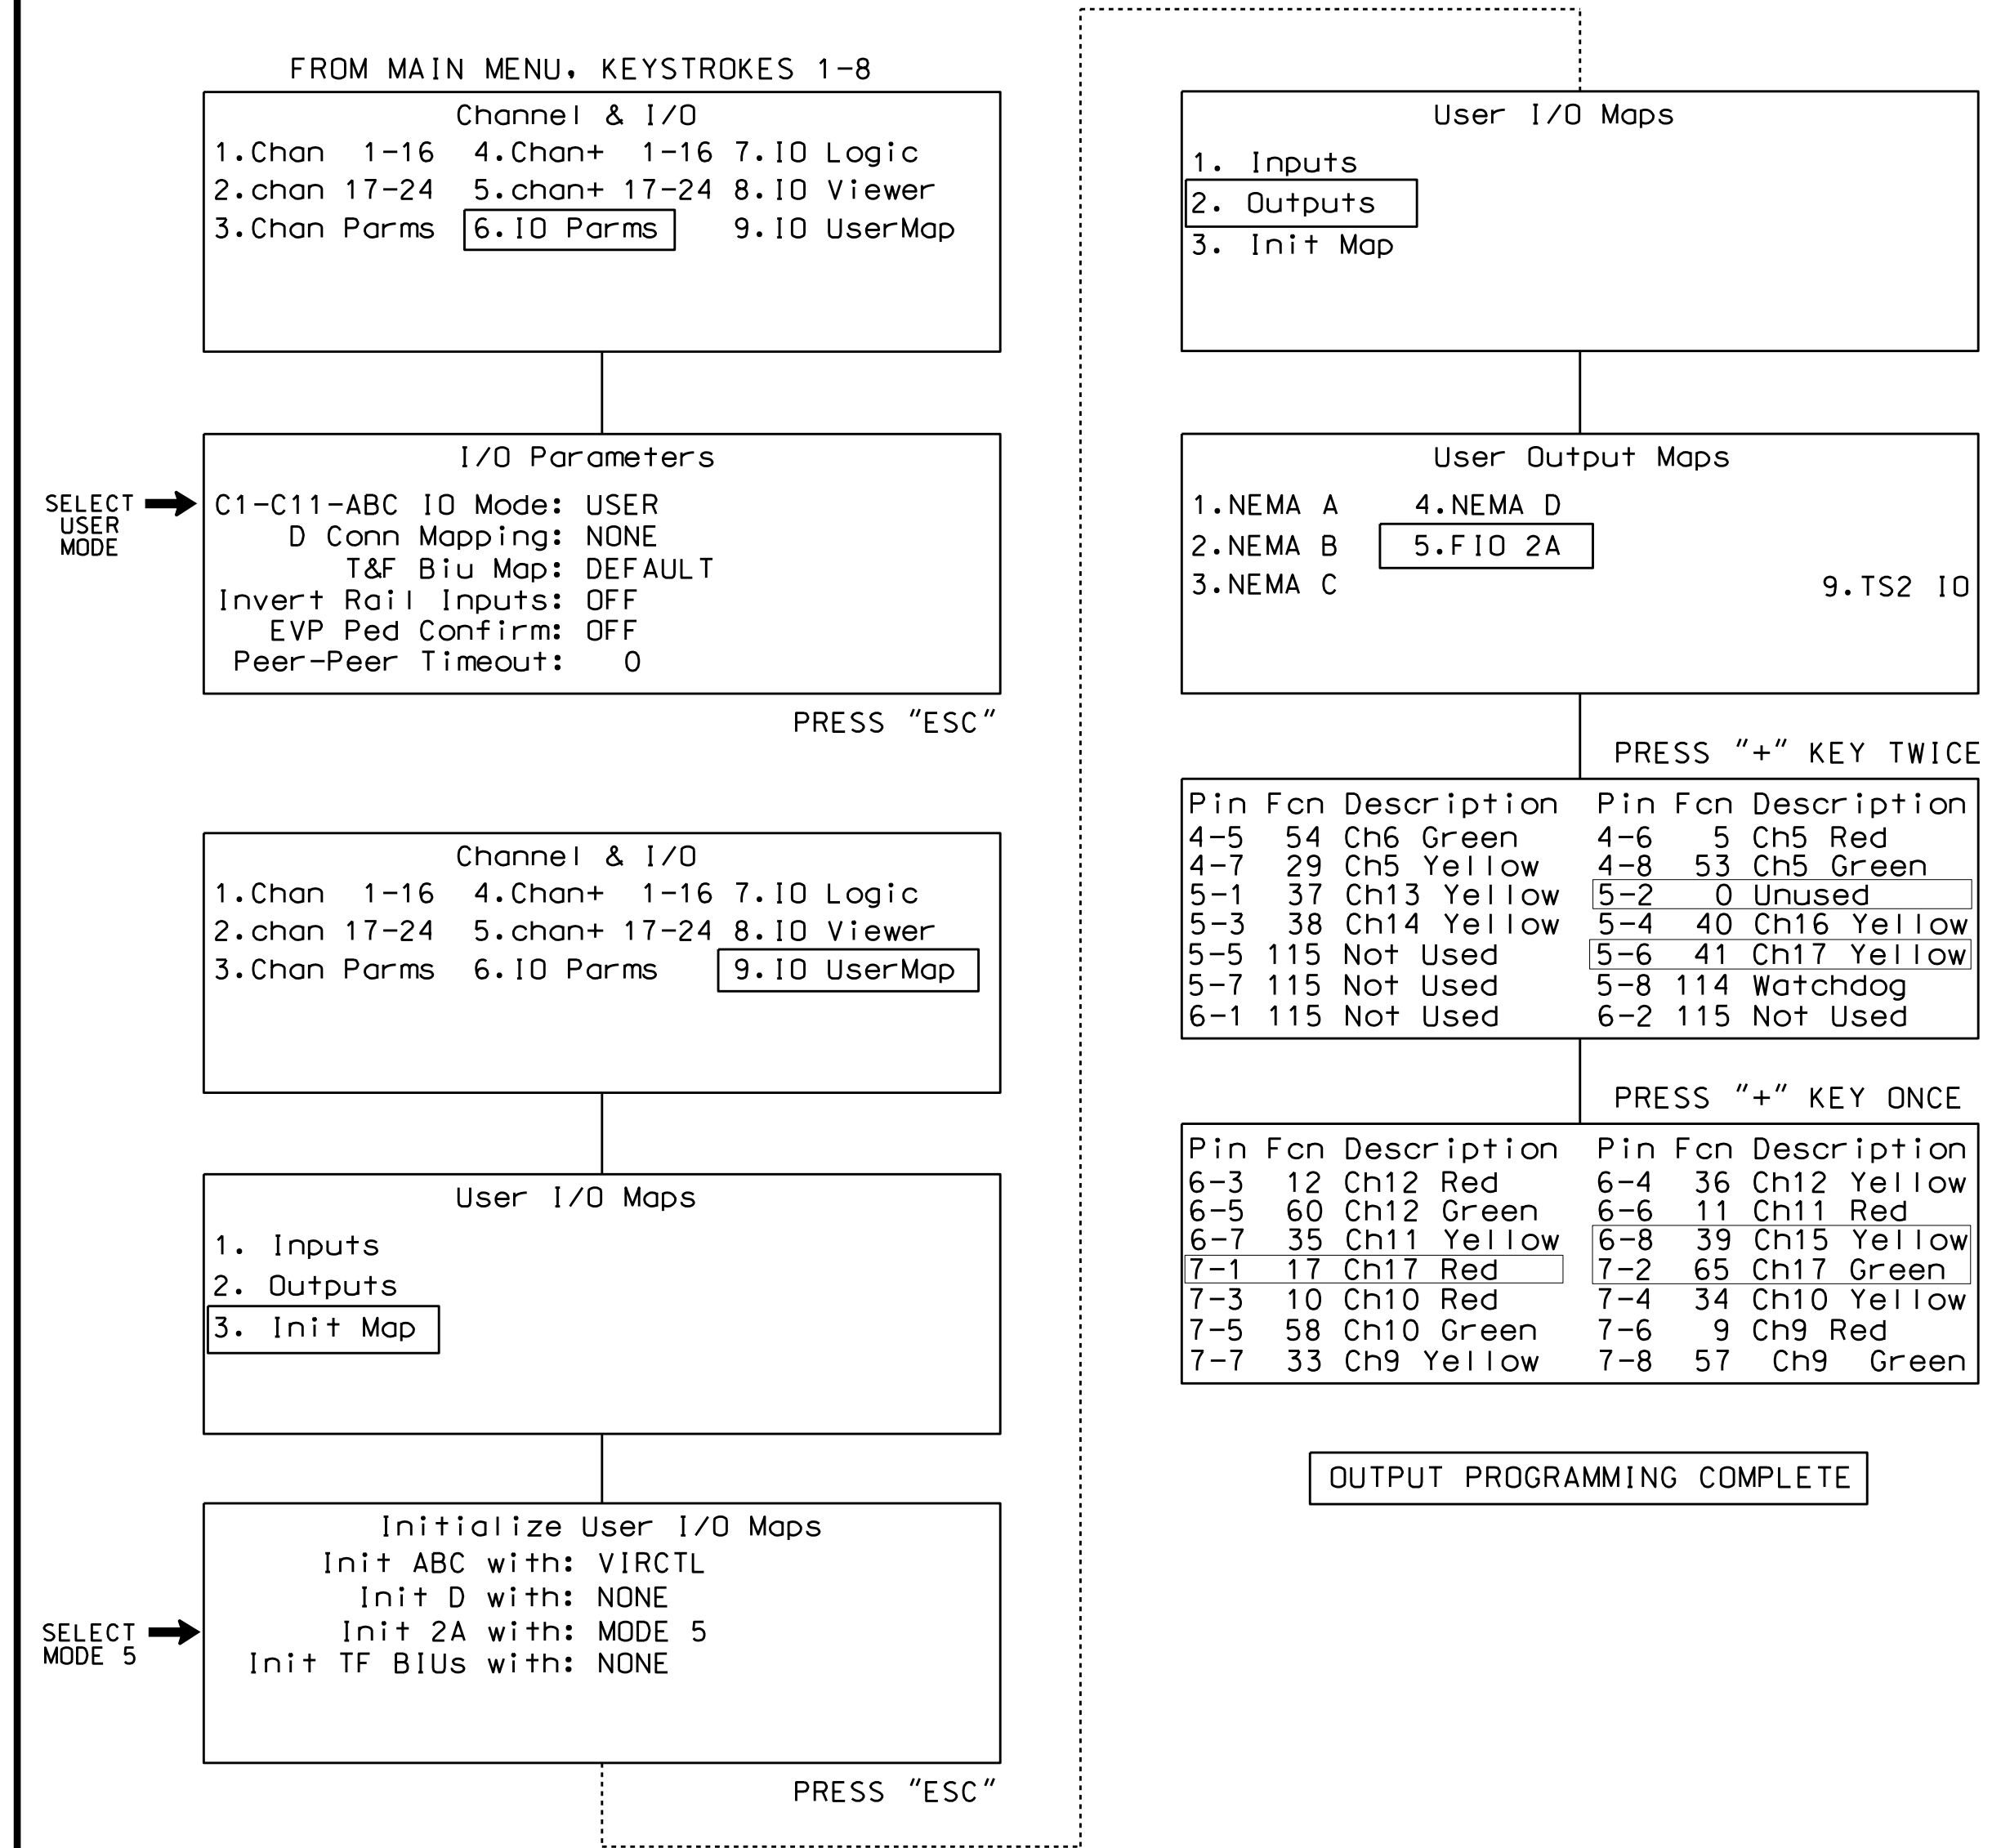 FROM MAIN MENU, KEYSTROKES 1-8
Channel & I/O
1.Chan 1-16 4.Chan+ 1-16 7.IO Logic
2.chan 17-24 5.chan+ 17-24 8.IO Viewer
3.Chan Parms 6.IO Parms 9.IO UserMap
SELECT
USER
MODE
I/O Parameters
C1-C11-ABC IO Mode: USER
D Conn Mapping: NONE
T&F Biu Map: DEFAULT
Invert Rail Inputs: OFF
EVP Ped Confirm: OFF
Peer-Peer Timeout: 0
PRESS "ESC"
Channel & I/O
1.Chan 1-16 4.Chan+ 1-16 7.IO Logic
2.chan 17-24 5.chan+ 17-24 8.IO Viewer
3.Chan Parms 6.IO Parms 9.IO UserMap
User I/O Maps
1. Inputs
2. Outputs
3. Init Map
SELECT
MODE 5
Initialize User I/O Maps
Init ABC with: VIRCTL
Init D with: NONE
Init 2A with: MODE 5
Init TF BIUs with: NONE
PRESS "ESC"
User I/O Maps
1. Inputs
2. Outputs
3. Init Map
User Output Maps
1.NEMA A 4.NEMA D
2.NEMA B 5.FIO 2A
3.NEMA C 9.TS2 IO
PRESS "+" KEY TWICE
Pin Fcn Description Pin Fcn Description
4-5 54 Ch6 Green 4-6 5 Ch5 Red
4-7 29 Ch5 Yellow 4-8 53 Ch5 Green
5-1 37 Ch13 Yellow 5-2 0 Unused
5-3 38 Ch14 Yellow 5-4 40 Ch16 Yellow
5-5 115 Not Used 5-6 41 Ch17 Yellow
5-7 115 Not Used 5-8 114 Watchdog
6-1 115 Not Used 6-2 115 Not Used
PRESS "+" KEY ONCE
Pin Fcn Description Pin Fcn Description
6-3 12 Ch12 Red 6-4 36 Ch12 Yellow
6-5 60 Ch12 Green 6-6 11 Ch11 Red
6-7 35 Ch11 Yellow 6-8 39 Ch15 Yellow
7-1 17 Ch17 Red 7-2 65 Ch17 Green
7-3 10 Ch10 Red 7-4 34 Ch10 Yellow
7-5 58 Ch10 Green 7-6 9 Ch9 Red
7-7 33 Ch9 Yellow 7-8 57 Ch9 Green
OUTPUT PROGRAMMING COMPLETE